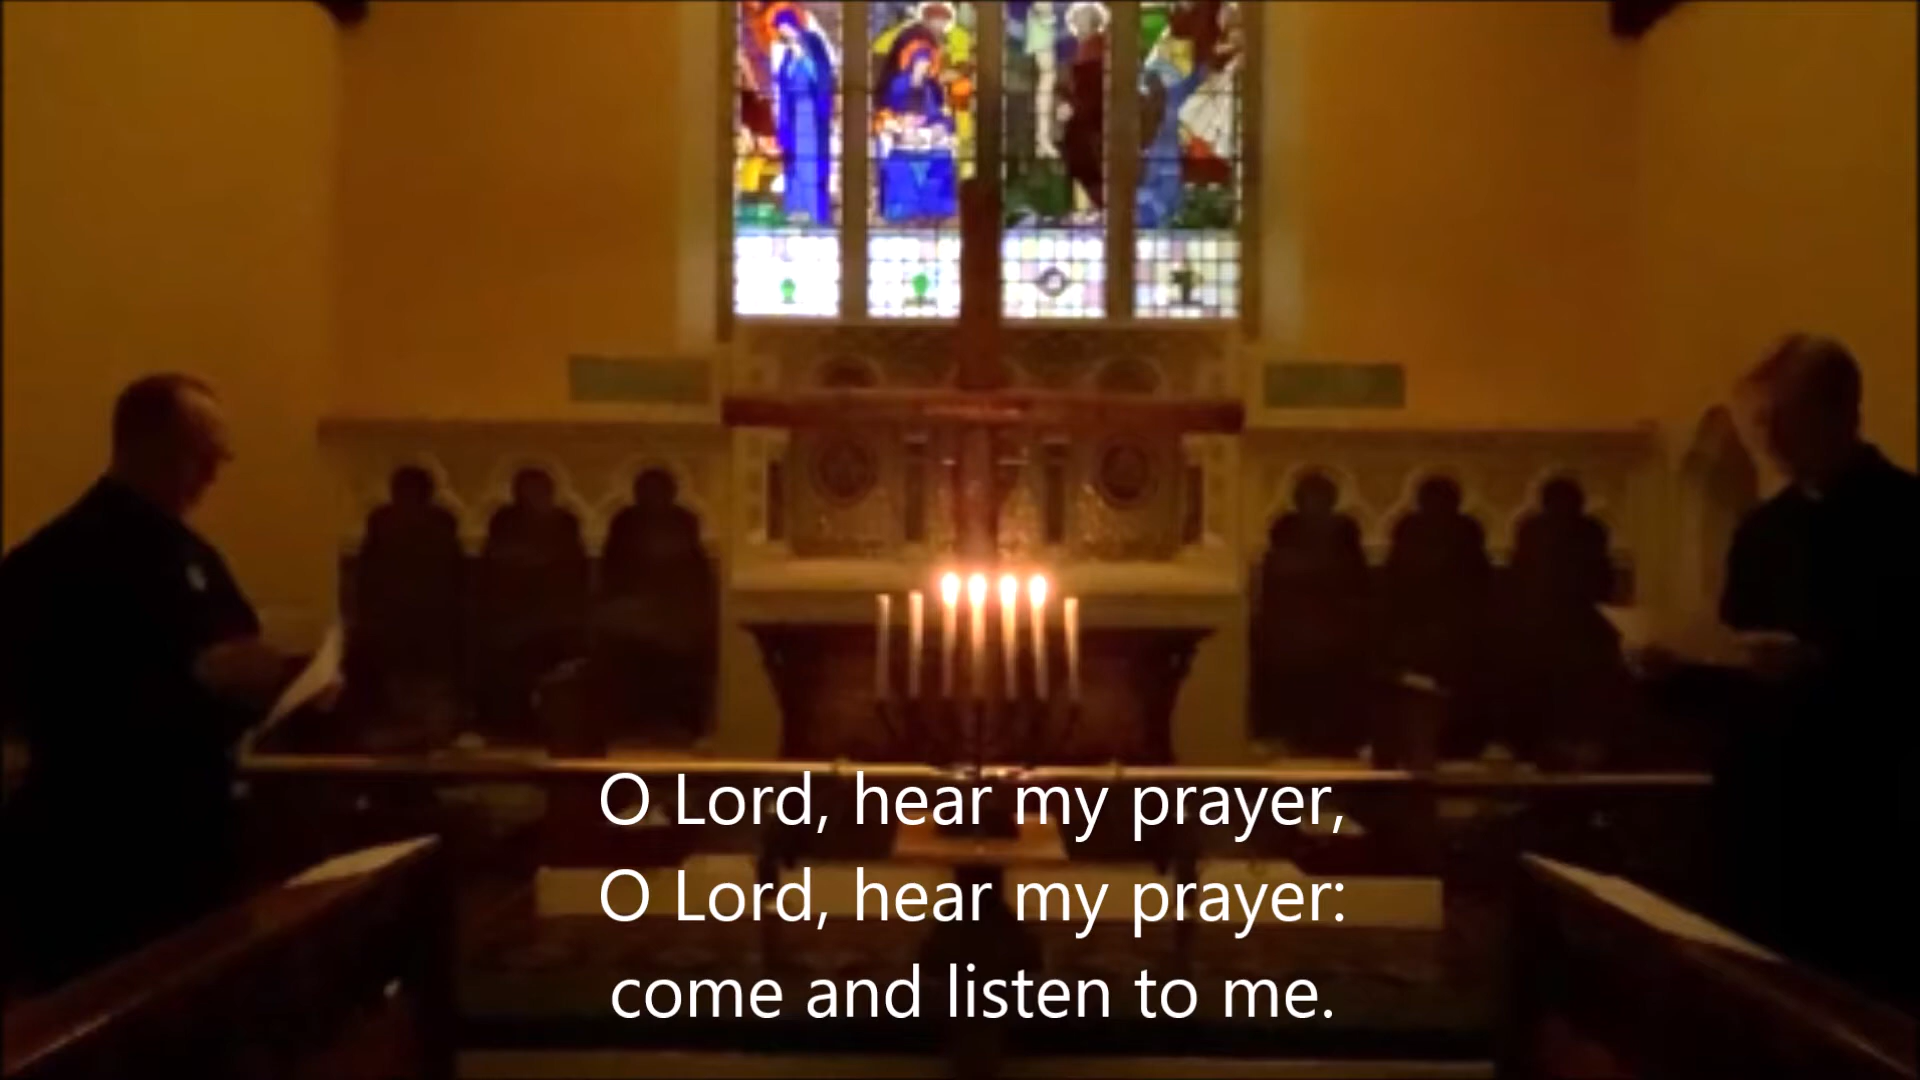 O Lord, hear my prayer,
O Lord, hear my prayer:
come and listen to me.